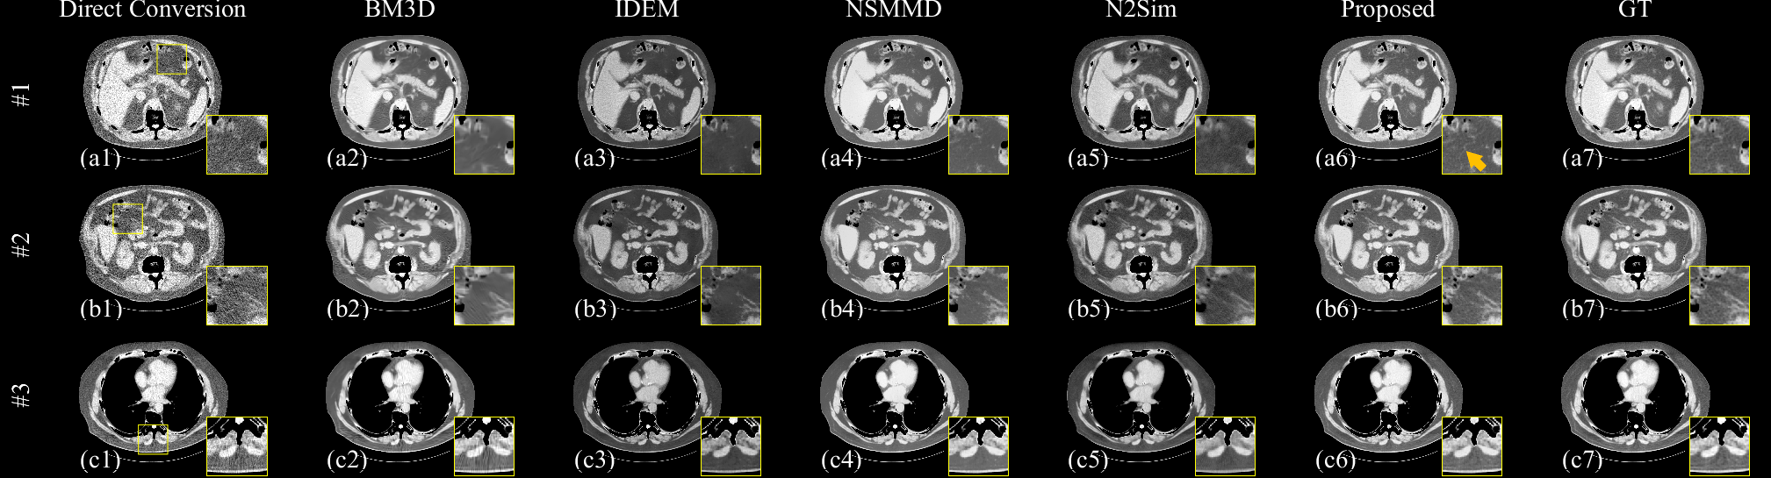 Direct Conversion BM3D IDEM NSMMD N2Sim Proposed GT
#1
(a1) (a2) (a3) (a4) (a5) (a6) (a7)
#2
(b1) (b2) (b3) (b4) (b5) (b6) (b7)
#3
(c1) (c2) (c3) (c4) (c5) (c6) (c7)